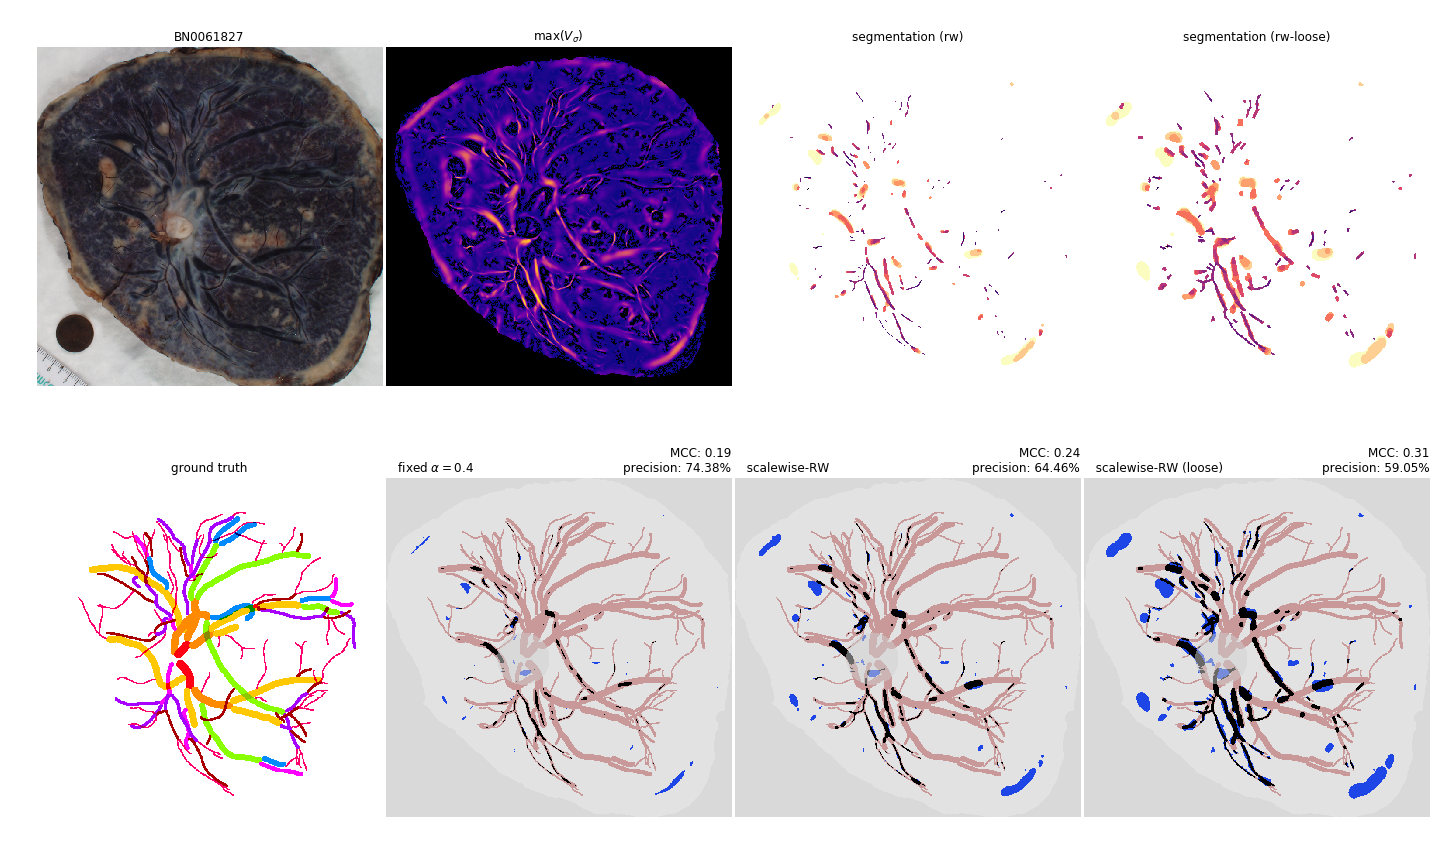 BN0061827
max(V_σ)
segmentation (rw)
segmentation (rw-loose)
ground truth
fixed α = 0.4
MCC: 0.19
precision: 74.38%
scalewise-RW
MCC: 0.24
precision: 64.46%
scalewise-RW (loose)
MCC: 0.31
precision: 59.05%